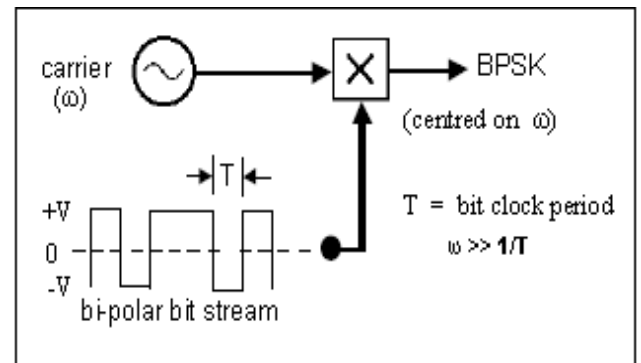 carrier
(ω)
X
BPSK
(centred on ω)
T
T = bit clock period
ω >> 1/T
+V
0
-V
bi-polar bit stream